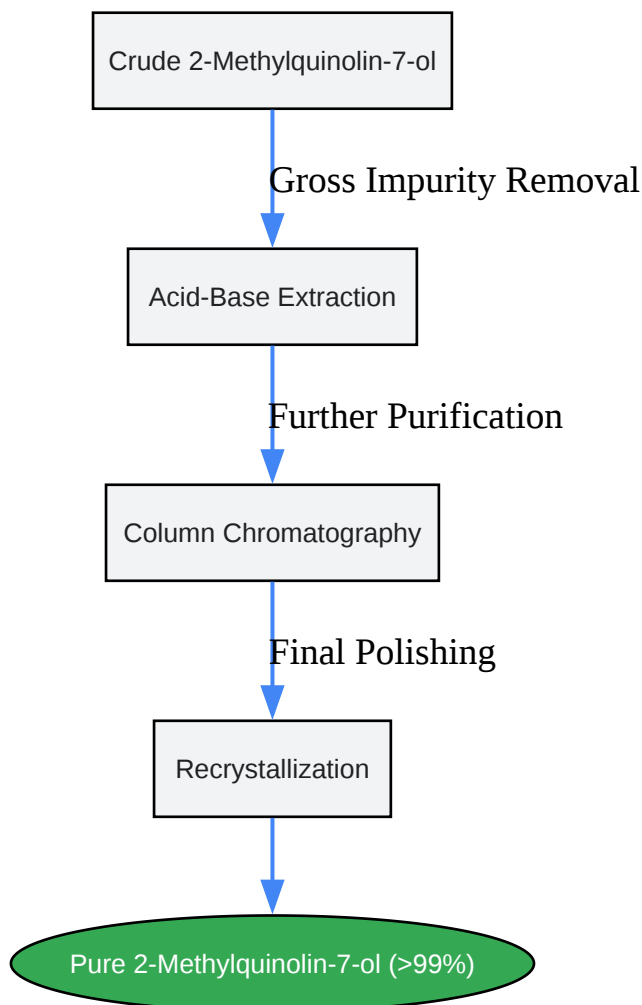 Crude 2-Methylquinolin-7-ol
Gross Impurity Removal
Acid-Base Extraction
Further Purification
Column Chromatography
Final Polishing
Recrystallization
Pure 2-Methylquinolin-7-ol (>99%)